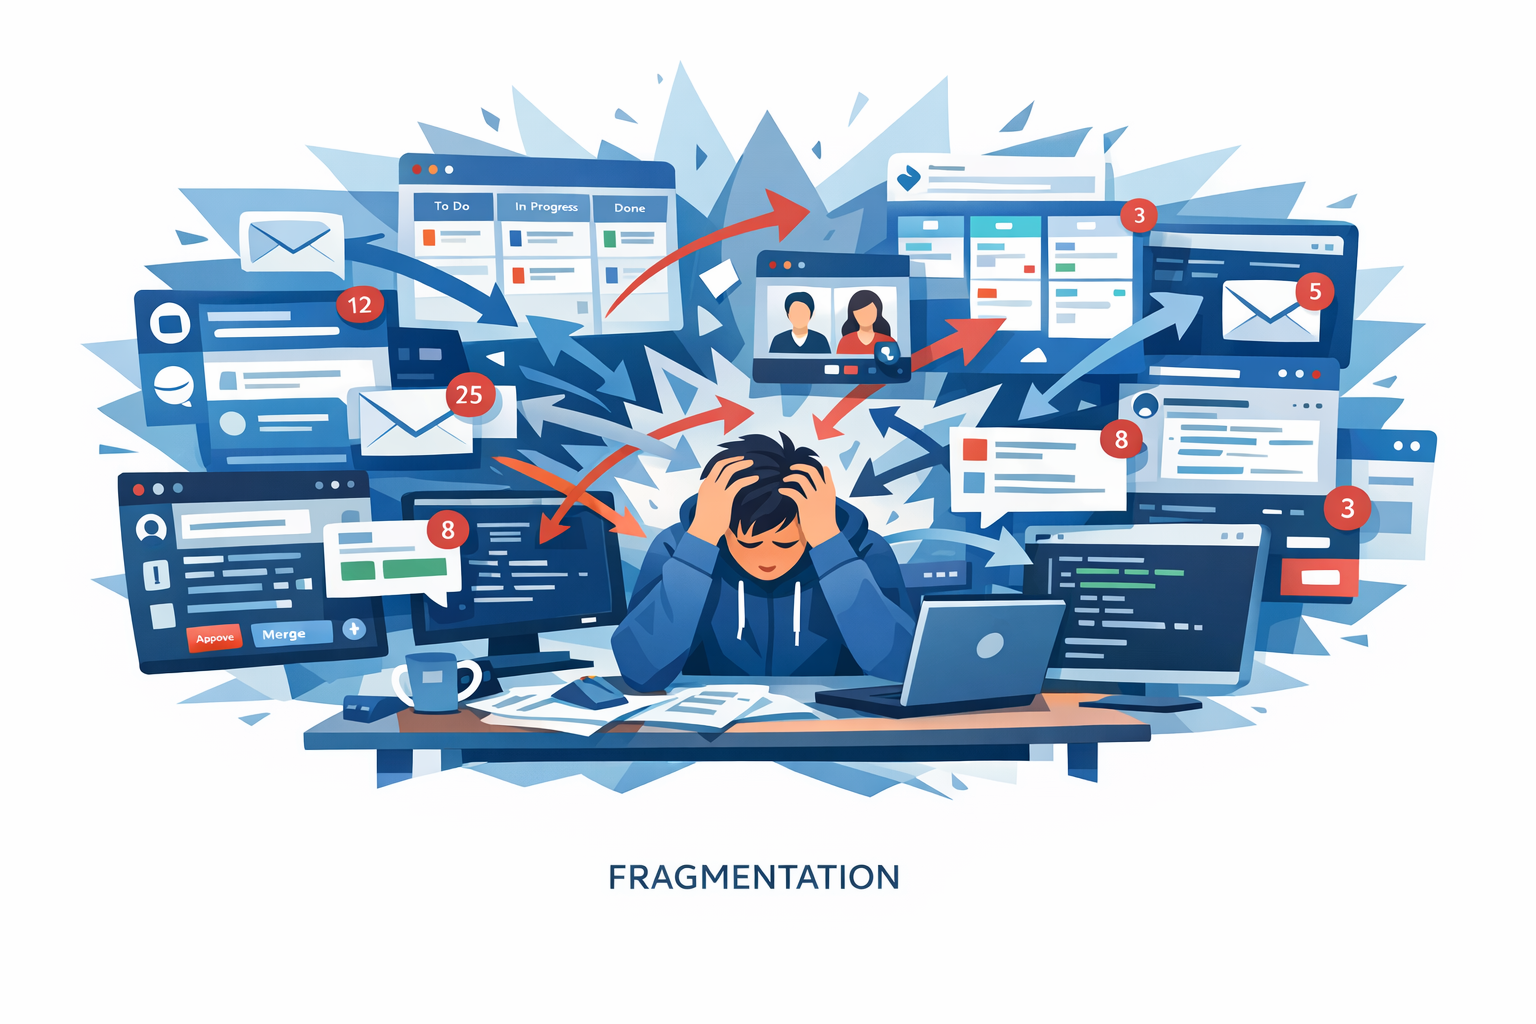 To Do
In Progress
Done
3
5
12
25
8
8
3
Appove
Merge
FRAGMENTATION